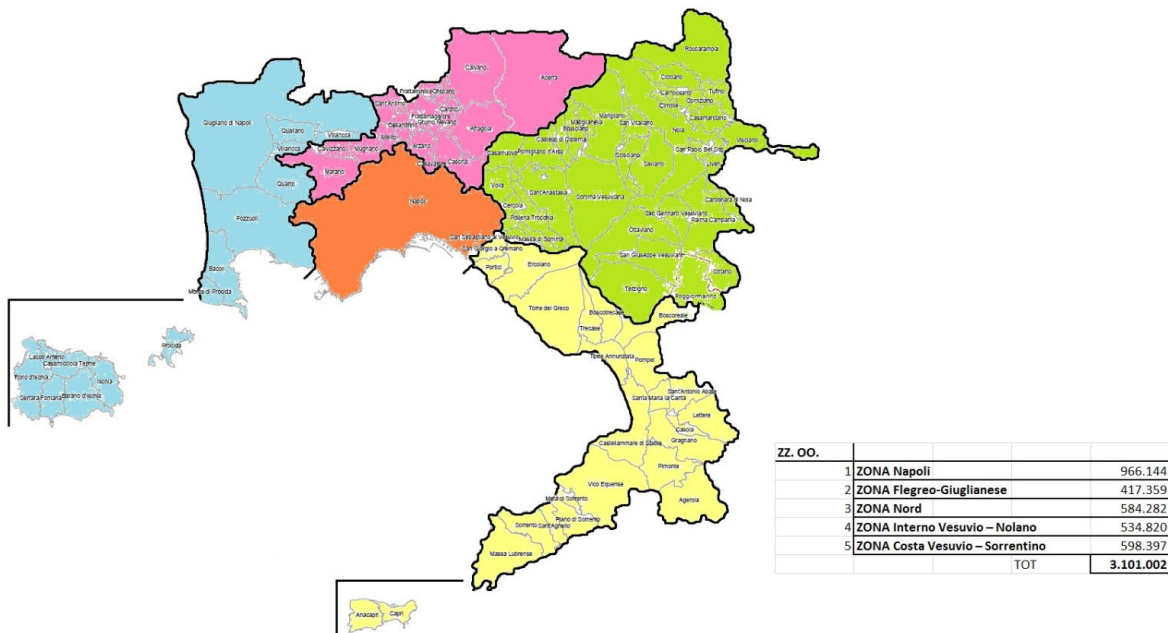 Roccarainola
Caivano
Acerra
Cicciano
Tufino
Camposano
Comiziano
Cimitile
Casamarciano
Visciano
Frattaminore
Crispano
Sant'Antimo
Cardito
Frattamaggiore
Grumo Nevano
Casandrino
Afragola
Giugliano di Napoli
Qualiano
Villaricca
Villaricca
Melito
Arzano
Calvizzano
Mugnano
Casavatore
Casoria
Marano
Mariglianella
Marigliano
Brusciano
San Vitaliano
Nola
Castello di Cisterna
Casalnuovo
Pomigliano d'Arco
Scisciano
Saviano
San Paolo Bel Sito
Liveri
Quarto
Napoli
Volla
Sant'Anastasia
Somma Vesuviana
Carbonara di Nola
Cercola
Pollena Trocchia
San Gennaro Vesuviano
Palma Campania
Pozzuoli
Massa di Somma
Ottaviano
San Sebastiano al Vesuvio
San Giorgio a Cremano
San Giuseppe Vesuviano
Bacoli
Portici
Ercolano
Striano
Monte di Procida
Terzigno
Poggiomarino
Torre del Greco
Boscotrecase
Boscoreale
Trecase
Procida
Lacco Ameno
Casamicciola Terme
Forio d'Ischia
Ischia
Serrara Fontana
Barano d'Ischia
Torre Annunziata
Pompei
Sant'Antonio Abate
Santa Maria la Carità
Lettere
Casola
Gragnano
Castellammare di Stabia
Pimonte
Vico Equense
Agerola
Meta di Sorrento
Piano di Sorrento
Sorrento
Sant'Agnello
Massa Lubrense
Anacapri
Capri
ZZ. OO.
1 ZONA Napoli 966.144
2 ZONA Flegreo-Giuglianese 417.359
3 ZONA Nord 584.282
4 ZONA Interno Vesuvio – Nolano 534.820
5 ZONA Costa Vesuvio – Sorrentino 598.397
TOT 3.101.002